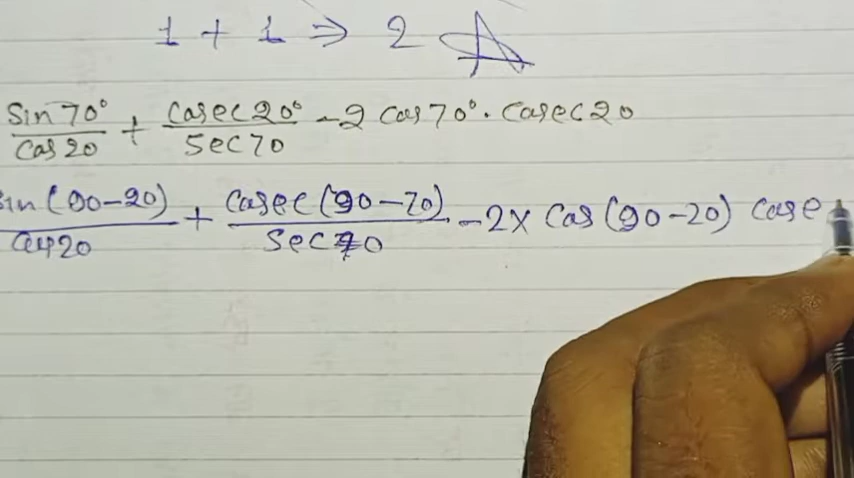 1 + 1 ⇒ 2
Sin 70° / Cos 20 + Cosec 20° / Sec 70 - 2 Cos 70° . Cosec 20
Sin (90-20) / Cos 20 + Cosec (90-70) / Sec 70 - 2 × Cos (90-20) Cose